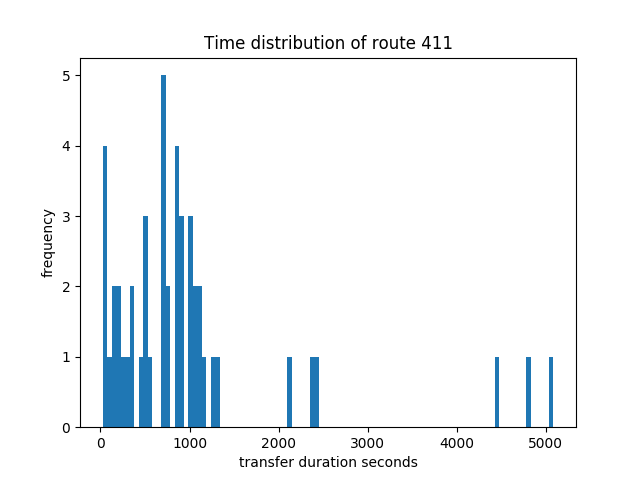 Time distribution of route 411
frequency
5
4
3
2
1
0
0 1000 2000 3000 4000 5000
transfer duration seconds